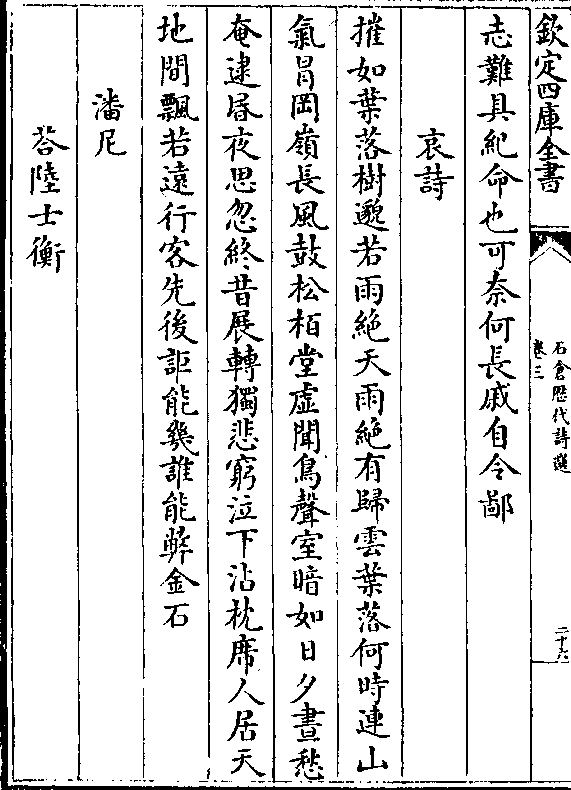 欽定四庫全書
石倉歴代詩選
卷三
二十六
志難具紀命也可奈何長戚自令鄙
哀詩
摧如葉落樹邈若雨絶天雨絶有歸雲葉落何時連山
氣冒岡嶺長風鼓松栢堂虛聞鳥聲室暗如日夕晝愁
奄逮昏夜思忽終昔展轉獨悲窮泣下沾枕席人居天
地間飄若遠行客先後詎能幾誰能弊金石
潘尼
荅陸士衡